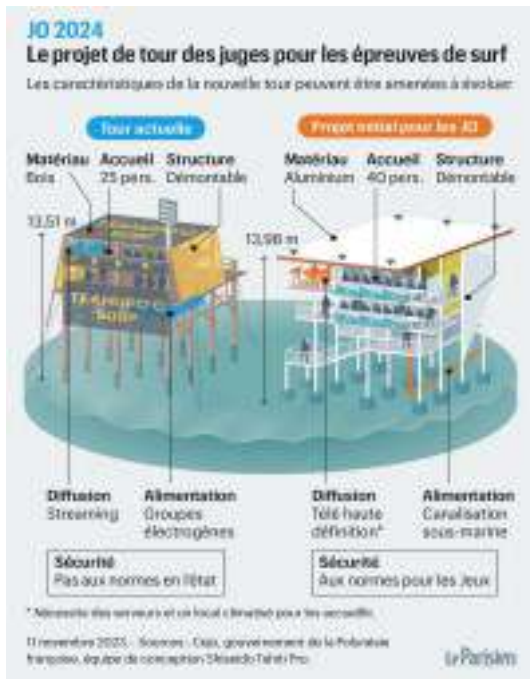 JO 2024
Le projet de tour des juges pour les épreuves de surf
Les caractéristiques de la nouvelle tour peuvent être amenées à évoluer
Tour actuelle
Projet initial pour les JO
Matériau Accueil Structure
Bois 25 pers. Démontable
Matériau Accueil Structure
Aluminium 40 pers. Démontable
13,51 m
13,96 m
TEAHUPO'O
SURF
Diffusion
Streaming
Alimentation
Groupes
électrogènes
Diffusion
Télé haute
définition*
Alimentation
Canalisation
sous-marine
Sécurité
Pas aux normes en l'état
Sécurité
Aux normes pour les Jeux
* Nécessite des serveurs et un local climatisé pour les accueillir.
11 novembre 2023. - Sources : gouvernement de la Polynésie
française, équipe de conception Shiseido Tahiti Pro.
Le Parisien